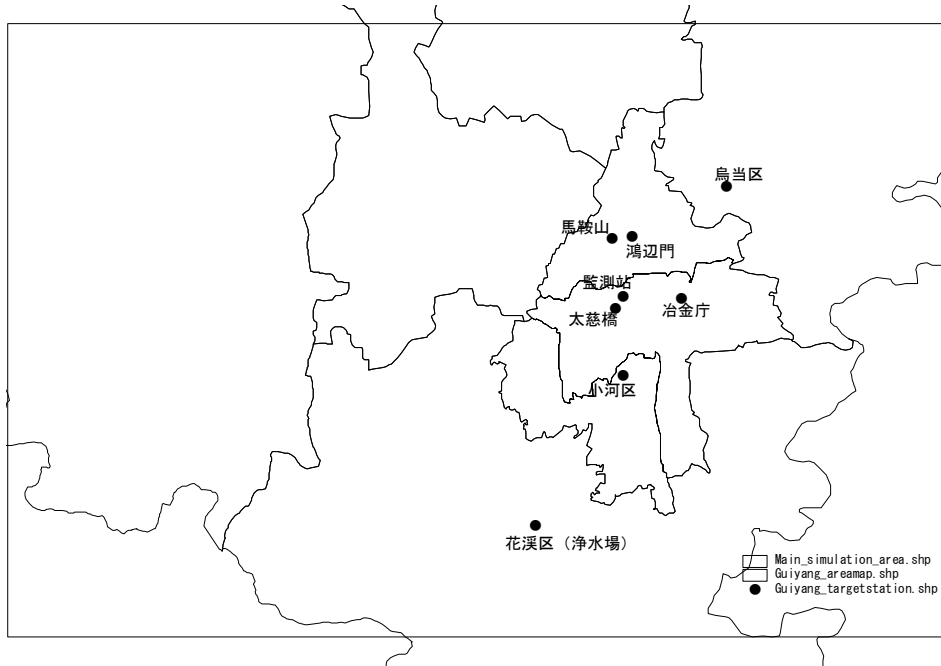 烏当区
馬鞍山
鴻辺門
監測站
太慈橋
冶金庁
小河区
花渓区（浄水場）
Main_simulation_area.shp
Guiyang_areamap.shp
Guiyang_targetstation.shp